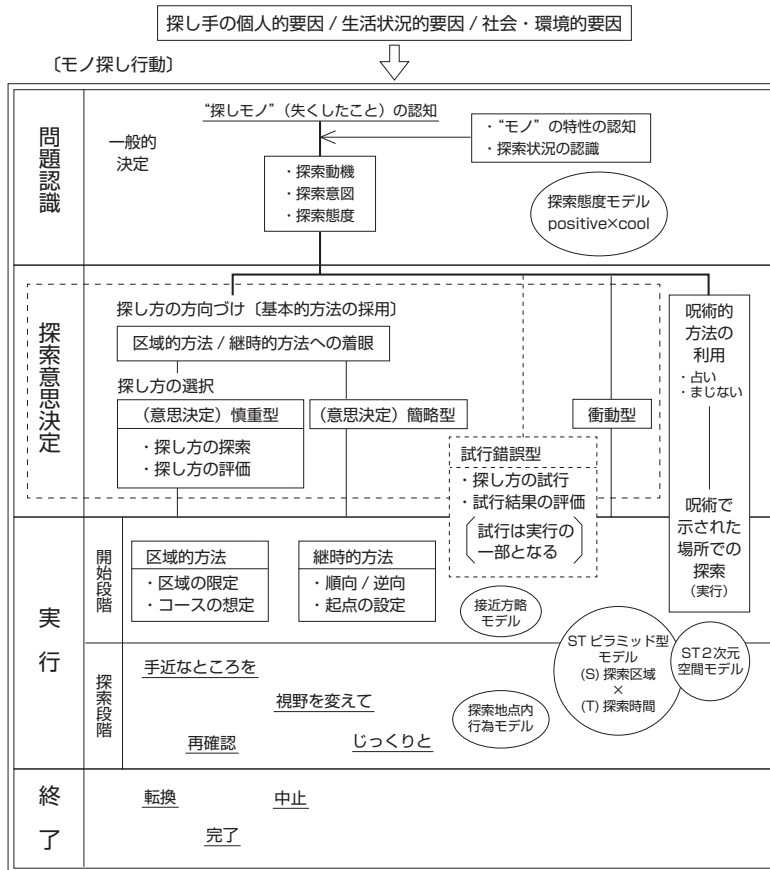 探し手の個人的要因 / 生活状況的要因 / 社会・環境的要因
〔モノ探し行動〕
問題認識
一般的
決定
“探しモノ”（失くしたこと）の認知
・“モノ”の特性の認知
・探索状況の認識
・探索動機
・探索意図
・探索態度
探索態度モデル
positive×cool
探索意思決定
探し方の方向づけ〔基本的方法の採用〕
区域的方法 / 継時的方法への着眼
探し方の選択
（意思決定）慎重型
・探し方の探索
・探し方の評価
（意思決定）簡略型
試行錯誤型
・探し方の試行
・試行結果の評価
（試行は実行の
一部となる）
衝動型
呪術的
方法の
利用
・占い
・まじない
呪術で
示された
場所での
探索
(実行)
実行
開始段階
区域的方法
・区域の限定
・コースの想定
継時的方法
・順向 / 逆向
・起点の設定
接近方略
モデル
探索段階
手近なところを
視野を変えて
再確認
じっくりと
探索地点内
行為モデル
ST ピラミッド型
モデル
(S) 探索区域
×
(T) 探索時間
ST２次元
空間モデル
終了
転換
中止
完了